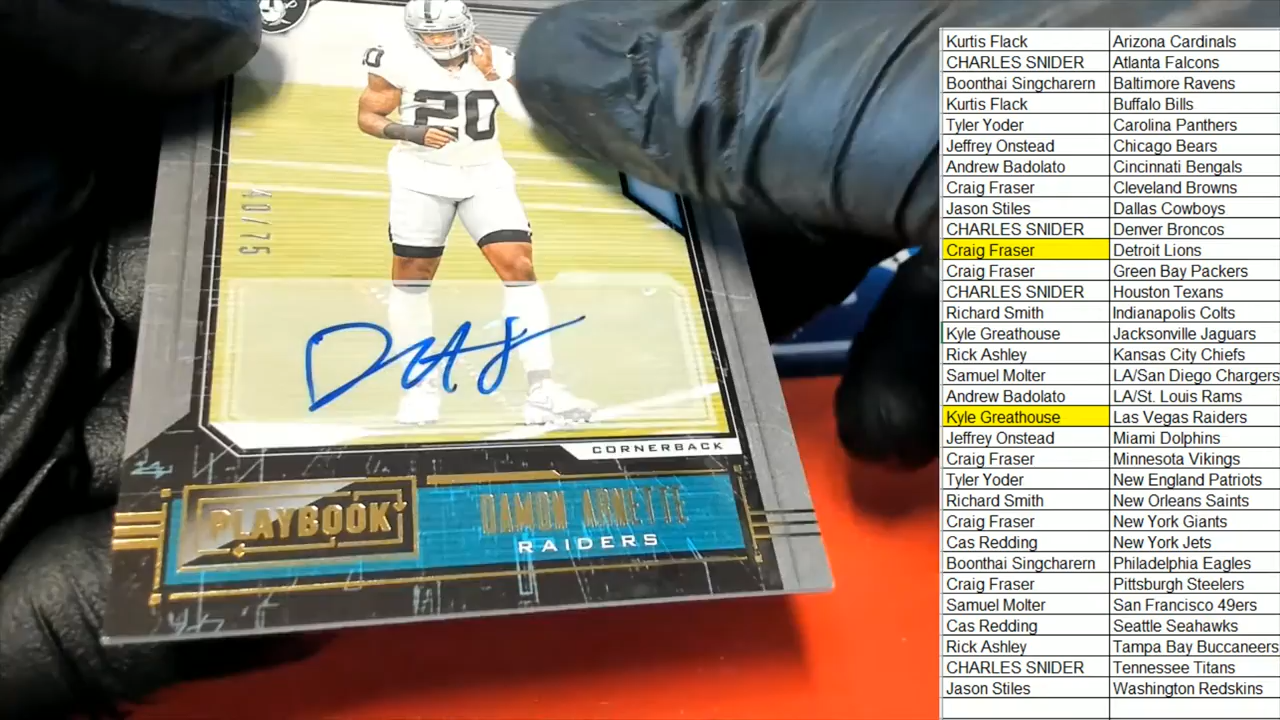 20
20
40/75
CORNERBACK
PLAYBOOK
DAMON ARNETTE
RAIDERS
Kurtis Flack Arizona Cardinals
CHARLES SNIDER Atlanta Falcons
Boonthai Singcharern Baltimore Ravens
Kurtis Flack Buffalo Bills
Tyler Yoder Carolina Panthers
Jeffrey Onstead Chicago Bears
Andrew Badolato Cincinnati Bengals
Craig Fraser Cleveland Browns
Jason Stiles Dallas Cowboys
CHARLES SNIDER Denver Broncos
Craig Fraser Detroit Lions
Craig Fraser Green Bay Packers
CHARLES SNIDER Houston Texans
Richard Smith Indianapolis Colts
Kyle Greathouse Jacksonville Jaguars
Rick Ashley Kansas City Chiefs
Samuel Molter LA/San Diego Chargers
Andrew Badolato LA/St. Louis Rams
Kyle Greathouse Las Vegas Raiders
Jeffrey Onstead Miami Dolphins
Craig Fraser Minnesota Vikings
Tyler Yoder New England Patriots
Richard Smith New Orleans Saints
Craig Fraser New York Giants
Cas Redding New York Jets
Boonthai Singcharern Philadelphia Eagles
Craig Fraser Pittsburgh Steelers
Samuel Molter San Francisco 49ers
Cas Redding Seattle Seahawks
Rick Ashley Tampa Bay Buccaneers
CHARLES SNIDER Tennessee Titans
Jason Stiles Washington Redskins